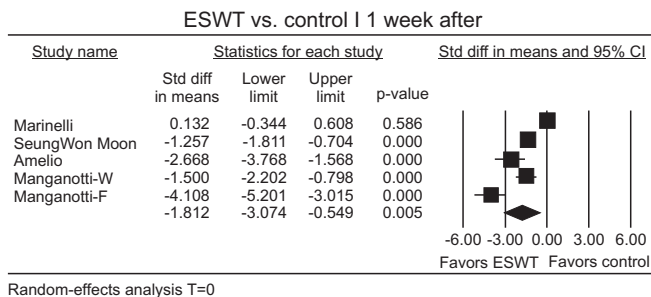 ESWT vs. control I 1 week after
Study name Statistics for each study Std diff in means and 95% CI
Std diff in means Lower limit Upper limit p-value
Marinelli 0.132 -0.344 0.608 0.586
SeungWon Moon -1.257 -1.811 -0.704 0.000
Amelio -2.668 -3.768 -1.568 0.000
Manganotti-W -1.500 -2.202 -0.798 0.000
Manganotti-F -4.108 -5.201 -3.015 0.000
-1.812 -3.074 -0.549 0.005
-6.00 -3.00 0.00 3.00 6.00
Favors ESWT Favors control
Random-effects analysis T=0